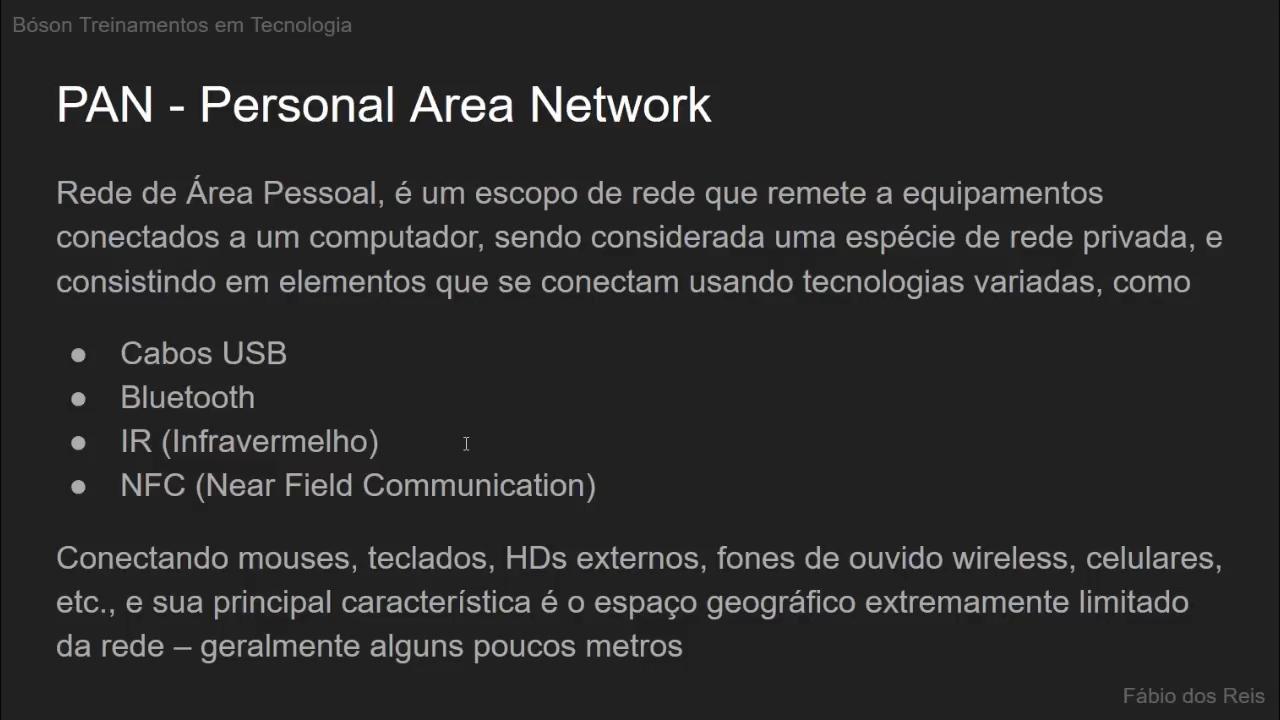 Bóson Treinamentos em Tecnologia
PAN - Personal Area Network
Rede de Área Pessoal, é um escopo de rede que remete a equipamentos
conectados a um computador, sendo considerada uma espécie de rede privada, e
consistindo em elementos que se conectam usando tecnologias variadas, como
● Cabos USB
● Bluetooth
● IR (Infravermelho)
● NFC (Near Field Communication)
Conectando mouses, teclados, HDs externos, fones de ouvido wireless, celulares,
etc., e sua principal característica é o espaço geográfico extremamente limitado
da rede – geralmente alguns poucos metros
Fábio dos Reis